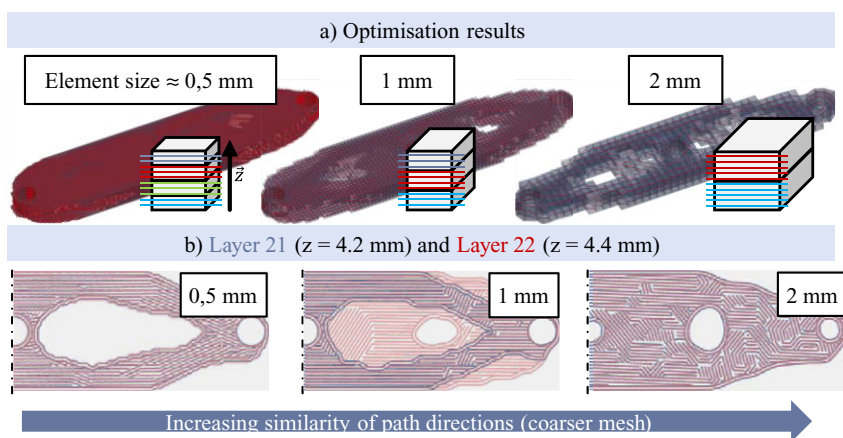 a) Optimisation results
Element size ≈ 0,5 mm
1 mm
2 mm
z
b) Layer 21 (z = 4.2 mm) and Layer 22 (z = 4.4 mm)
0,5 mm
1 mm
2 mm
Increasing similarity of path directions (coarser mesh)